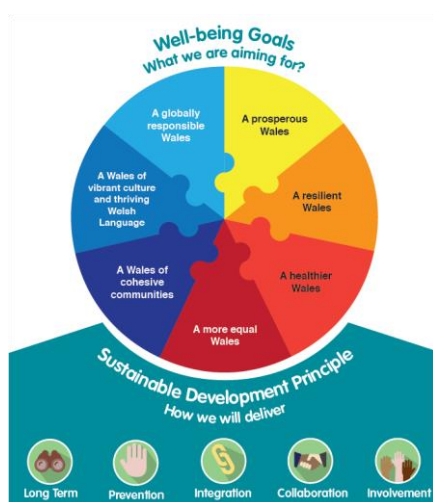 Well-being Goals
What we are aiming for?
A globally
responsible
Wales
A prosperous
Wales
A Wales of
vibrant culture
and thriving
Welsh
Language
A resilient
Wales
A Wales of
cohesive
communities
A healthier
Wales
A more equal
Wales
Sustainable Development Principle
How we will deliver
Long Term
Prevention
Integration
Collaboration
Involvement